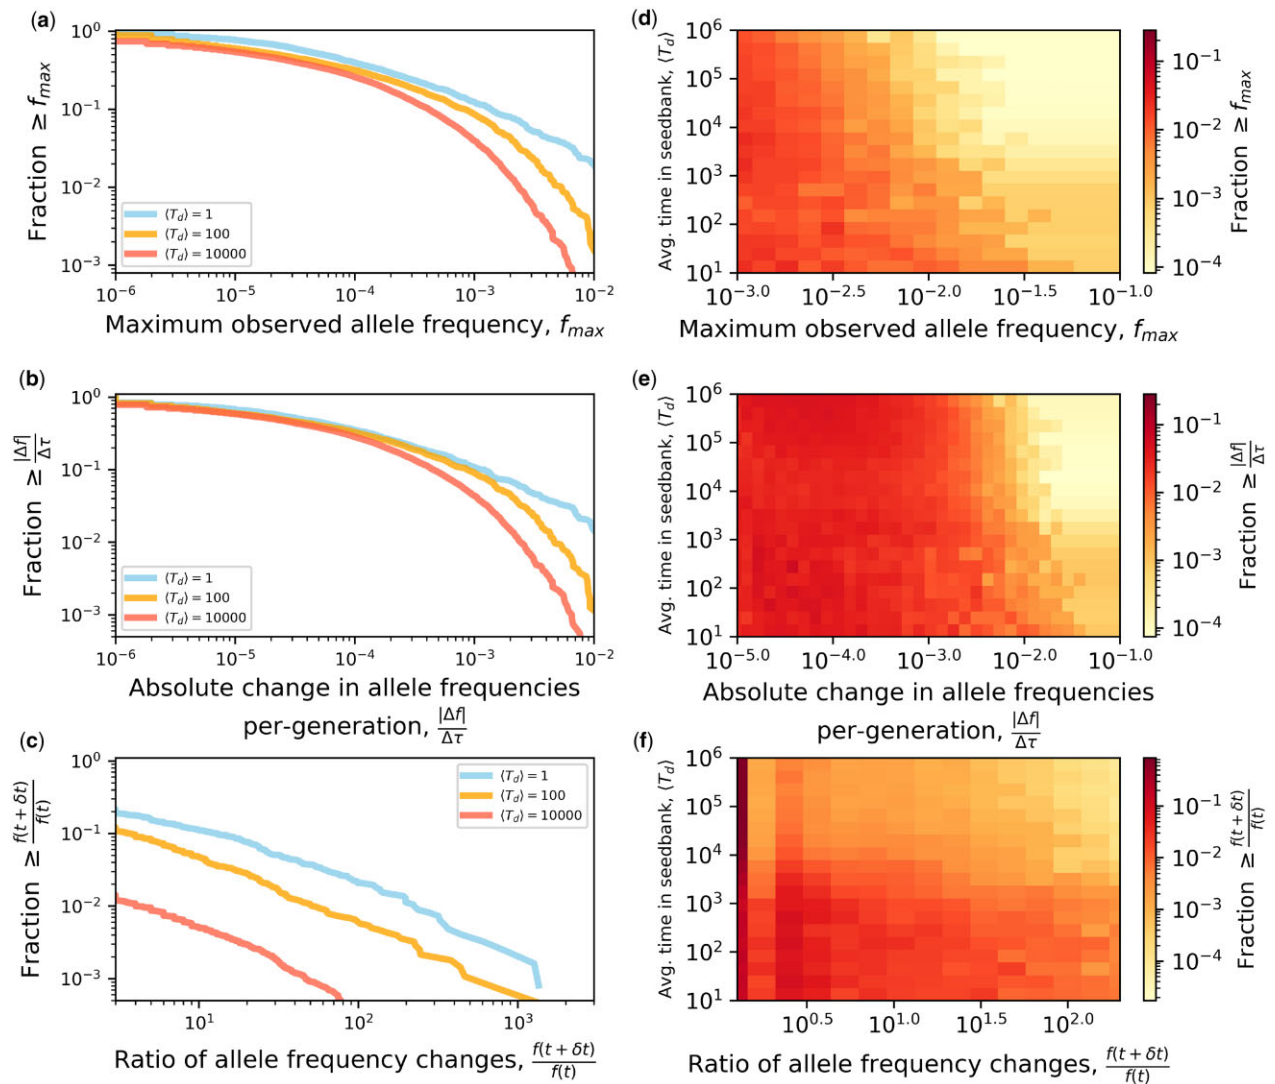 (a)
Fraction ≥ f_max
10^0
10^-1
10^-2
10^-3
⟨T_d⟩ = 1
⟨T_d⟩ = 100
⟨T_d⟩ = 10000
10^-6 10^-5 10^-4 10^-3 10^-2
Maximum observed allele frequency, f_max
(d)
Avg. time in seedbank, ⟨T_d⟩
10^6
10^5
10^4
10^3
10^2
10^1
10^-3.0 10^-2.5 10^-2.0 10^-1.5 10^-1.0
Maximum observed allele frequency, f_max
10^-1
10^-2
10^-3
10^-4
Fraction ≥ f_max
(b)
Fraction ≥ |Δf|/Δτ
10^0
10^-1
10^-2
10^-3
⟨T_d⟩ = 1
⟨T_d⟩ = 100
⟨T_d⟩ = 10000
10^-6 10^-5 10^-4 10^-3 10^-2
Absolute change in allele frequencies
per-generation, |Δf|/Δτ
(e)
Avg. time in seedbank, ⟨T_d⟩
10^6
10^5
10^4
10^3
10^2
10^1
10^-5.0 10^-4.0 10^-3.0 10^-2.0 10^-1.0
Absolute change in allele frequencies
per-generation, |Δf|/Δτ
10^-1
10^-2
10^-3
10^-4
Fraction ≥ |Δf|/Δτ
(c)
Fraction ≥ f(t + δt)/f(t)
10^0
10^-1
10^-2
10^-3
⟨T_d⟩ = 1
⟨T_d⟩ = 100
⟨T_d⟩ = 10000
10^1 10^2 10^3
Ratio of allele frequency changes, f(t + δt)/f(t)
(f)
Avg. time in seedbank, ⟨T_d⟩
10^6
10^5
10^4
10^3
10^2
10^1
10^0.5 10^1.0 10^1.5 10^2.0
Ratio of allele frequency changes, f(t + δt)/f(t)
10^-1
10^-2
10^-3
10^-4
Fraction ≥ f(t + δt)/f(t)